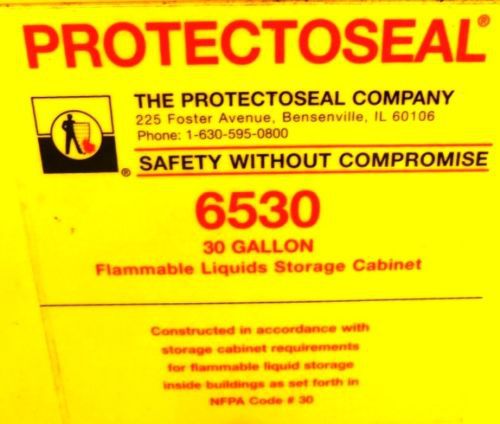 PROTECTOSEAL®
THE PROTECTOSEAL COMPANY
225 Foster Avenue, Bensenville, IL 60106
Phone: 1-630-595-0800
® SAFETY WITHOUT COMPROMISE
6530
30 GALLON
Flammable Liquids Storage Cabinet
Constructed in accordance with
storage cabinet requirements
for flammable liquid storage
inside buildings as set forth in
NFPA Code # 30